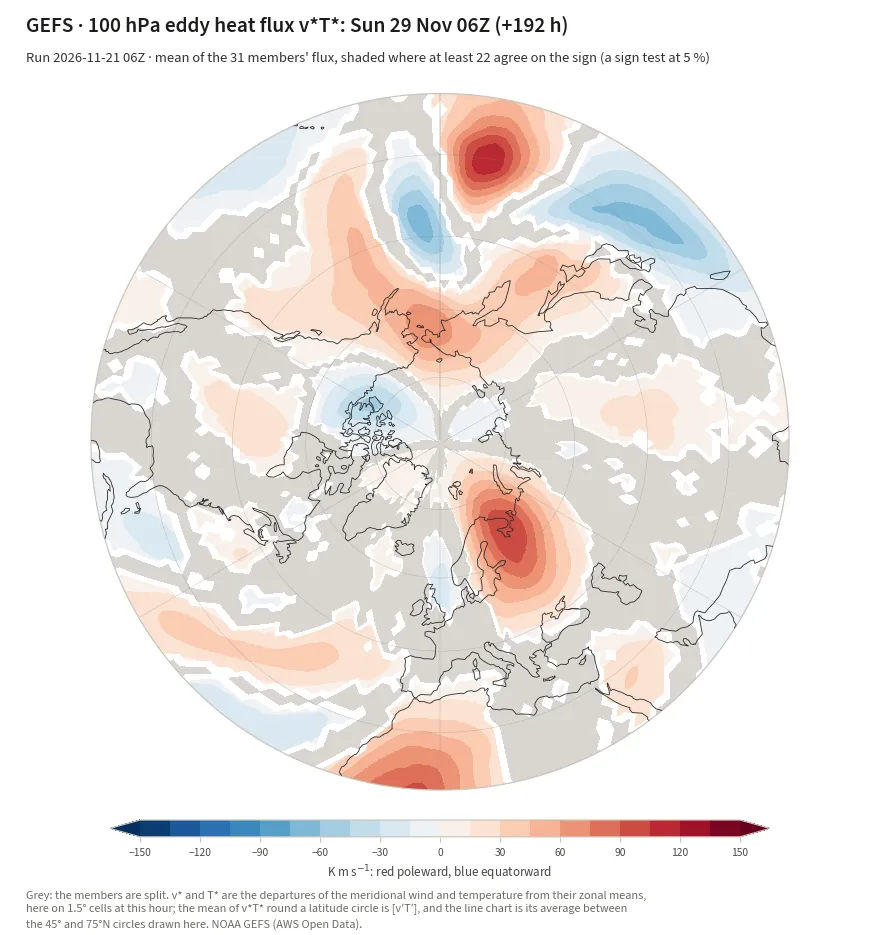 GEFS · 100 hPa eddy heat flux v*T*: Sun 29 Nov 06Z (+192 h)
Run 2026-11-21 06Z · mean of the 31 members' flux, shaded where at least 22 agree on the sign (a sign test at 5 %)
−150 −120 −90 −60 −30 0 30 60 90 120 150
K m s⁻¹: red poleward, blue equatorward
Grey: the members are split. v* and T* are the departures of the meridional wind and temperature from their zonal means,
here on 1.5° cells at this hour; the mean of v*T* round a latitude circle is [v'T'], and the line chart is its average between
the 45° and 75°N circles drawn here. NOAA GEFS (AWS Open Data).